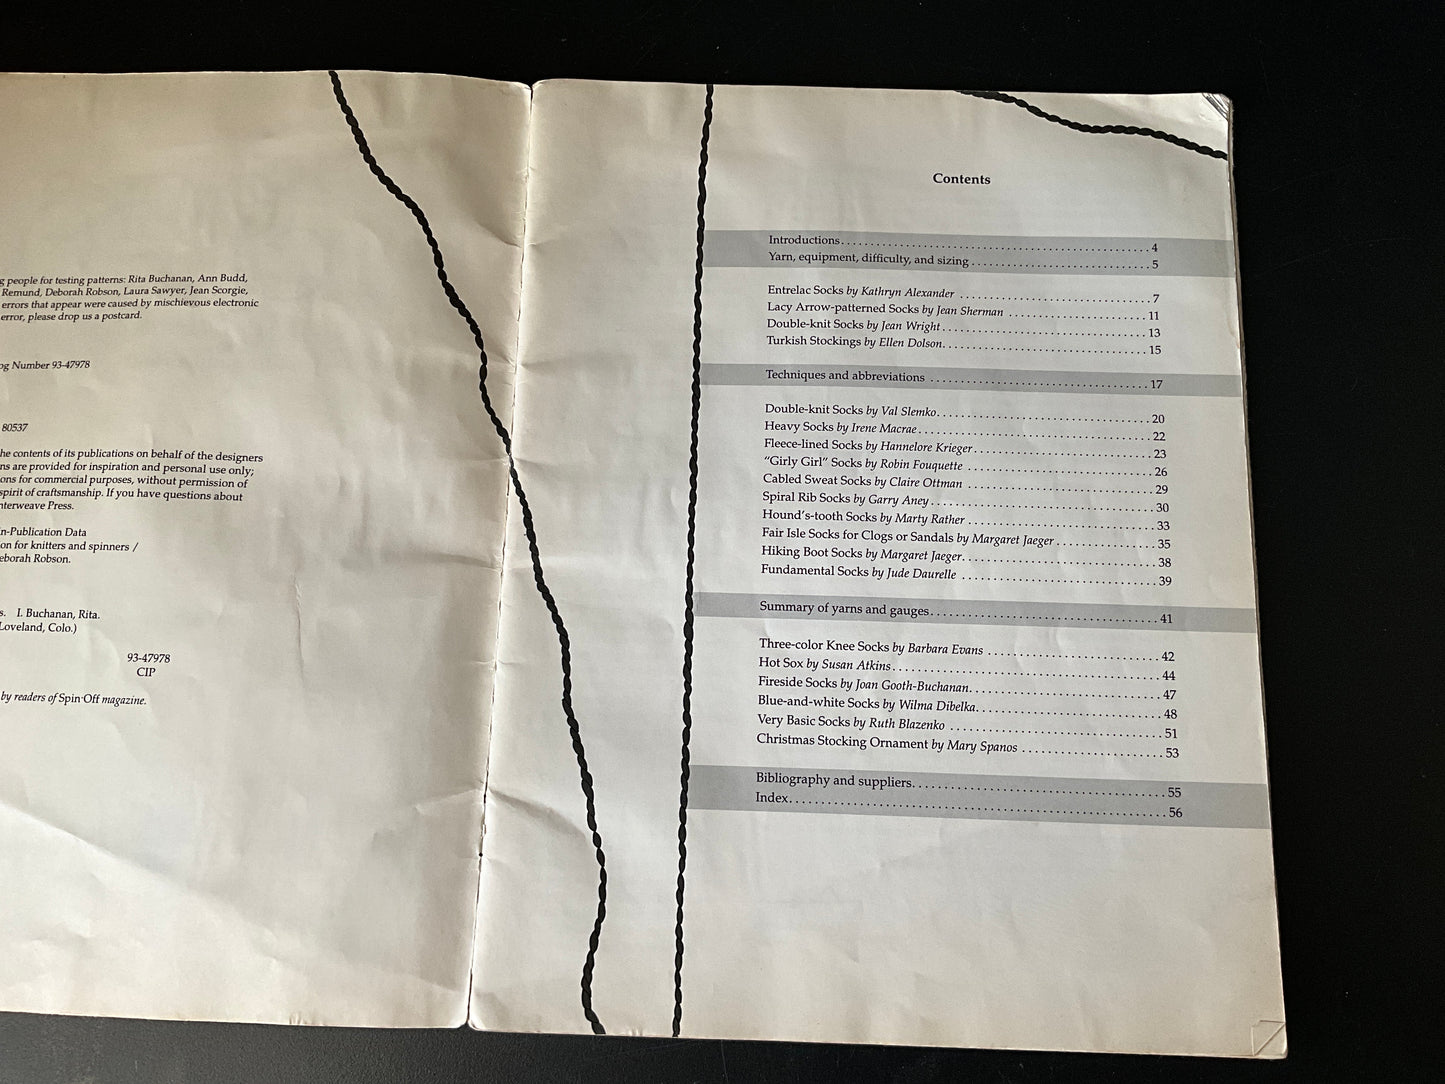 g people for testing patterns: Rita Buchanan, Ann Budd,
Remund, Deborah Robson, Laura Sawyer, Jean Scorgie,
errors that appear were caused by mischievous electronic
error, please drop us a postcard.
og Number 93-47978
80537
he contents of its publications on behalf of the designers
ns are provided for inspiration and personal use only;
ons for commercial purposes, without permission of
spirit of craftsmanship. If you have questions about
nterweave Press.
n-Publication Data
on for knitters and spinners /
eborah Robson.
s. I. Buchanan, Rita.
Loveland, Colo.)
93-47978
CIP
by readers of Spin·Off magazine.
Contents
Introductions 4
Yarn, equipment, difficulty, and sizing 5
Entrelac Socks by Kathryn Alexander 7
Lacy Arrow-patterned Socks by Jean Sherman 11
Double-knit Socks by Jean Wright 13
Turkish Stockings by Ellen Dolson 15
Techniques and abbreviations 17
Double-knit Socks by Val Slemko 20
Heavy Socks by Irene Macrae 22
Fleece-lined Socks by Hannelore Krieger 23
“Girly Girl” Socks by Robin Fouquette 26
Cabled Sweat Socks by Claire Ottman 29
Spiral Rib Socks by Garry Aney 30
Hound’s-tooth Socks by Marty Rather 33
Fair Isle Socks for Clogs or Sandals by Margaret Jaeger 35
Hiking Boot Socks by Margaret Jaeger 38
Fundamental Socks by Jude Daurelle 39
Summary of yarns and gauges 41
Three-color Knee Socks by Barbara Evans 42
Hot Sox by Susan Atkins 44
Fireside Socks by Joan Gooth-Buchanan 47
Blue-and-white Socks by Wilma Dibelka 48
Very Basic Socks by Ruth Blazenko 51
Christmas Stocking Ornament by Mary Spanos 53
Bibliography and suppliers 55
Index 56